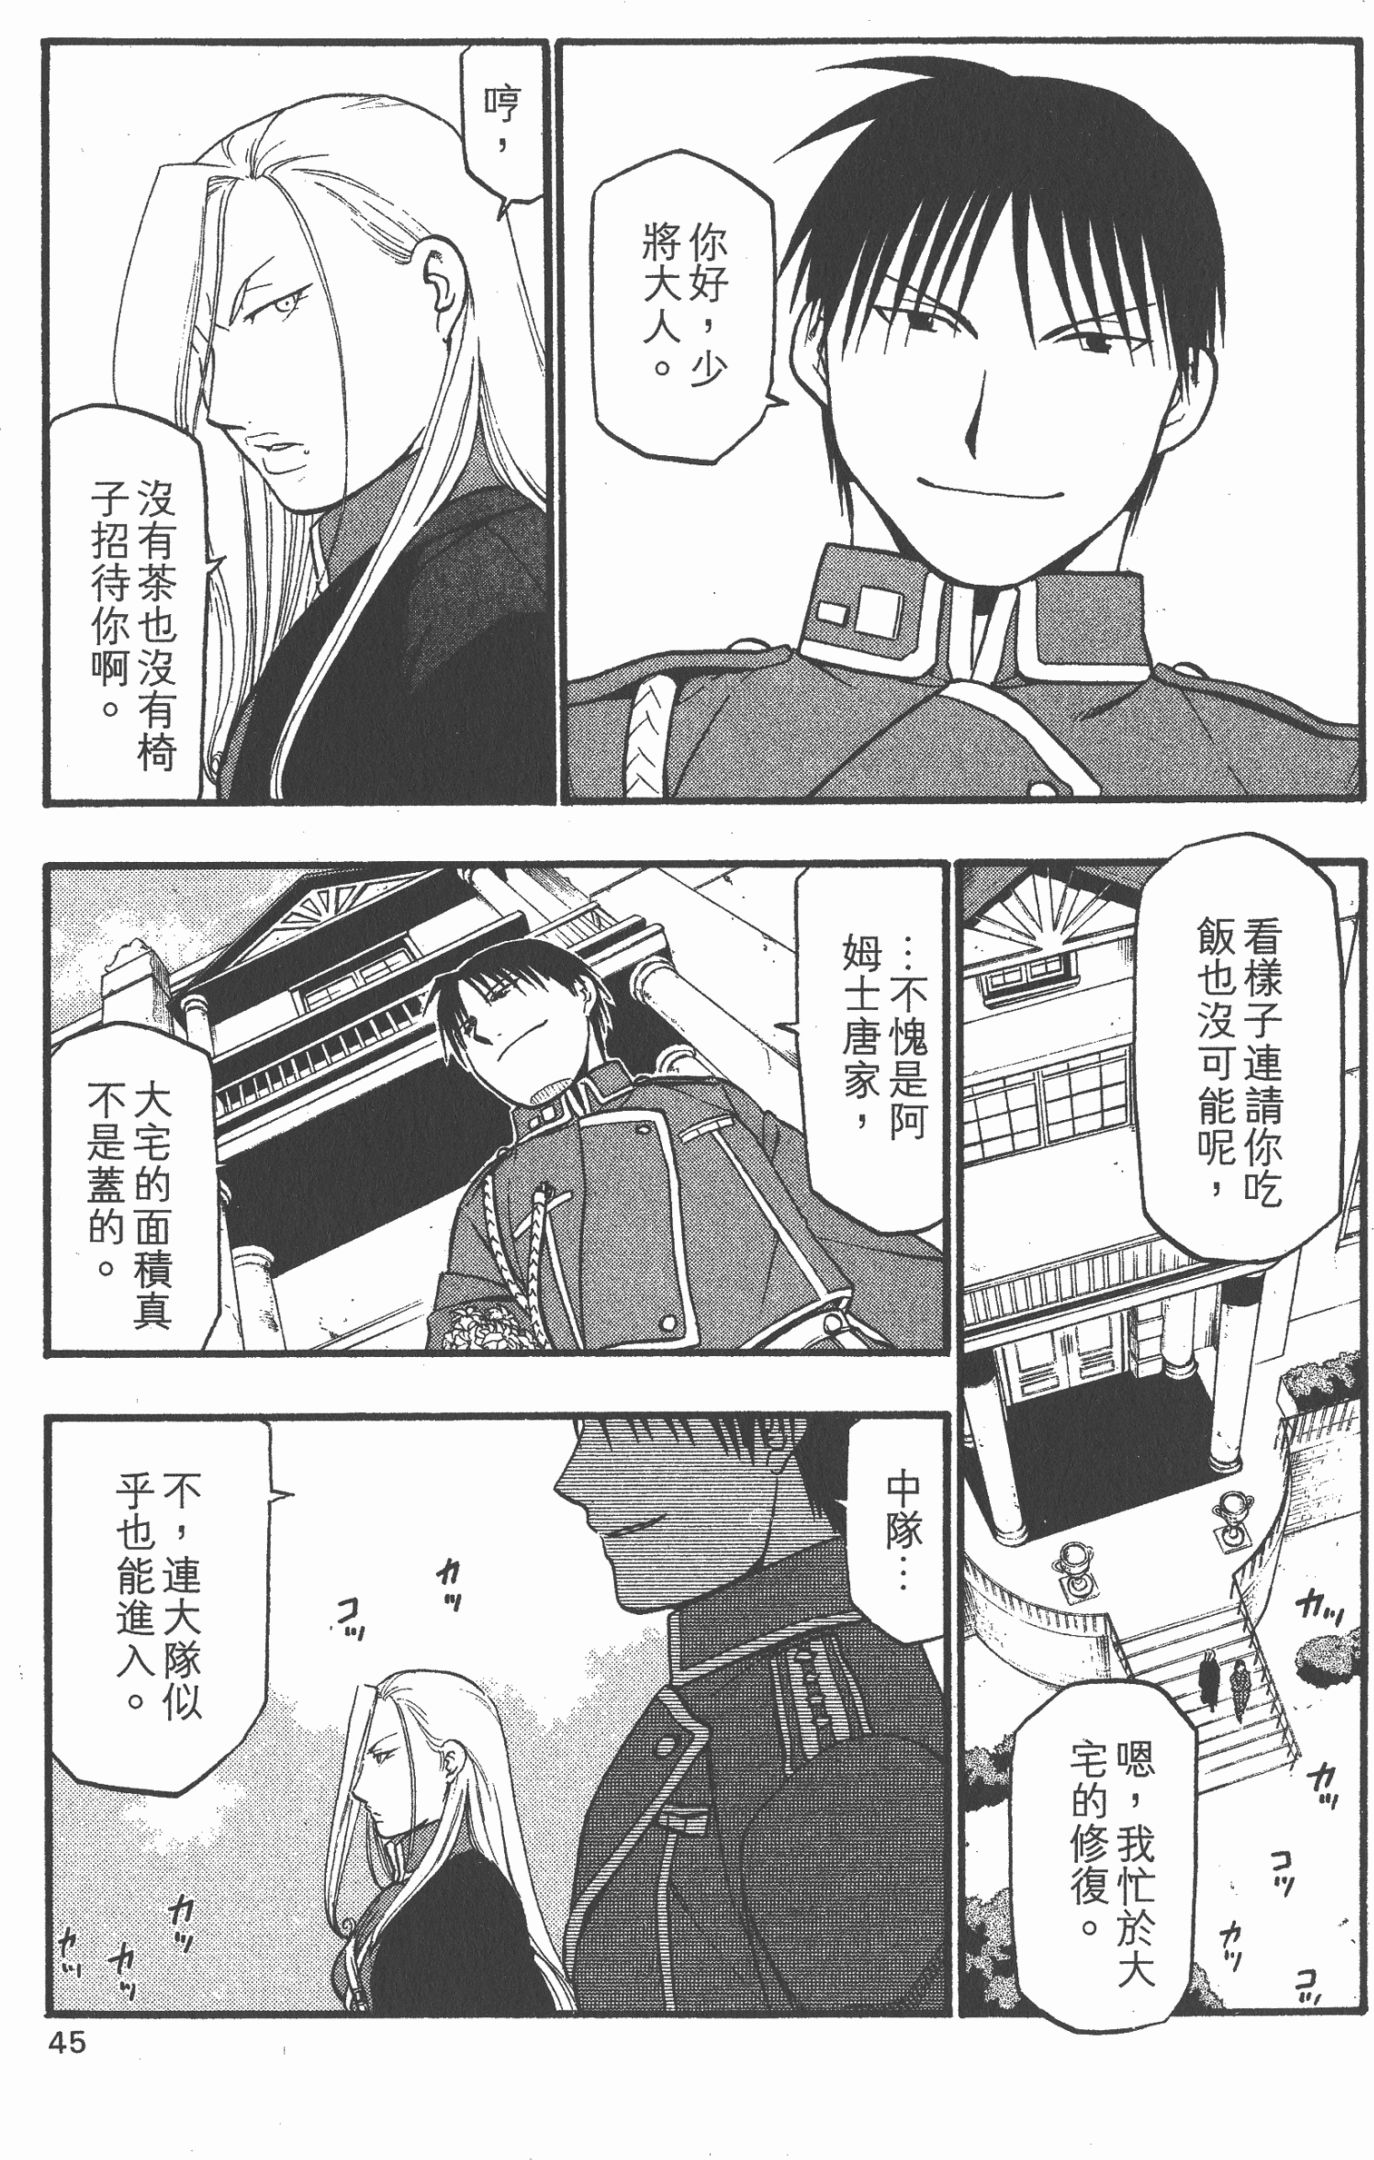 你好，少
將大人。
哼，
沒有茶也沒有椅
子招待你啊。
看樣子連請你吃
飯也沒可能呢，
嗯，我忙於大
宅的修復。
カッ
カッ
コッ
カッ
コッ
…不愧是阿
姆士唐家，
大宅的面積真
不是蓋的。
中隊…
不，連大隊似
乎也能進入。
カッ
コッ
カッ
カッ
カッ
45